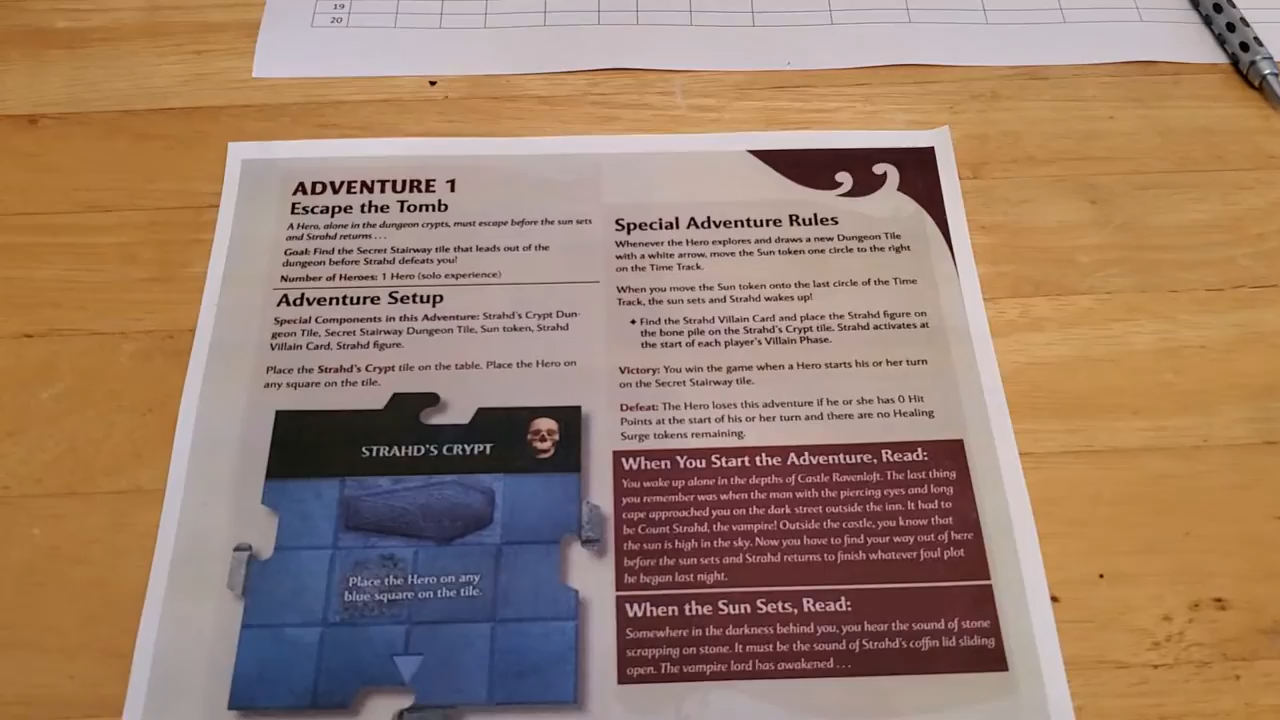 19
20
ADVENTURE 1
Escape the Tomb
A Hero, alone in the dungeon crypts, must escape before the sun sets
and Strahd returns . . .
Goal: Find the Secret Stairway tile that leads out of the
dungeon before Strahd defeats you!
Number of Heroes: 1 Hero (solo experience)
Adventure Setup
Special Components in this Adventure: Strahd's Crypt Dun-
geon Tile, Secret Stairway Dungeon Tile, Sun token, Strahd
Villain Card, Strahd figure.
Place the Strahd's Crypt tile on the table. Place the Hero on
any square on the tile.
STRAHD'S CRYPT
Place the Hero on any
blue square on the tile.
Special Adventure Rules
Whenever the Hero explores and draws a new Dungeon Tile
with a white arrow, move the Sun token one circle to the right
on the Time Track.
When you move the Sun token onto the last circle of the Time
Track, the sun sets and Strahd wakes up!
✦ Find the Strahd Villain Card and place the Strahd figure on
the bone pile on the Strahd's Crypt tile. Strahd activates at
the start of each player's Villain Phase.
Victory: You win the game when a Hero starts his or her turn
on the Secret Stairway tile.
Defeat: The Hero loses this adventure if he or she has 0 Hit
Points at the start of his or her turn and there are no Healing
Surge tokens remaining.
When You Start the Adventure, Read:
You wake up alone in the depths of Castle Ravenloft. The last thing
you remember was when the man with the piercing eyes and long
cape approached you on the dark street outside the inn. It had to
be Count Strahd, the vampire! Outside the castle, you know that
the sun is high in the sky. Now you have to find your way out of here
before the sun sets and Strahd returns to finish whatever foul plot
he began last night.
When the Sun Sets, Read:
Somewhere in the darkness behind you, you hear the sound of stone
scrapping on stone. It must be the sound of Strahd's coffin lid sliding
open. The vampire lord has awakened . . .